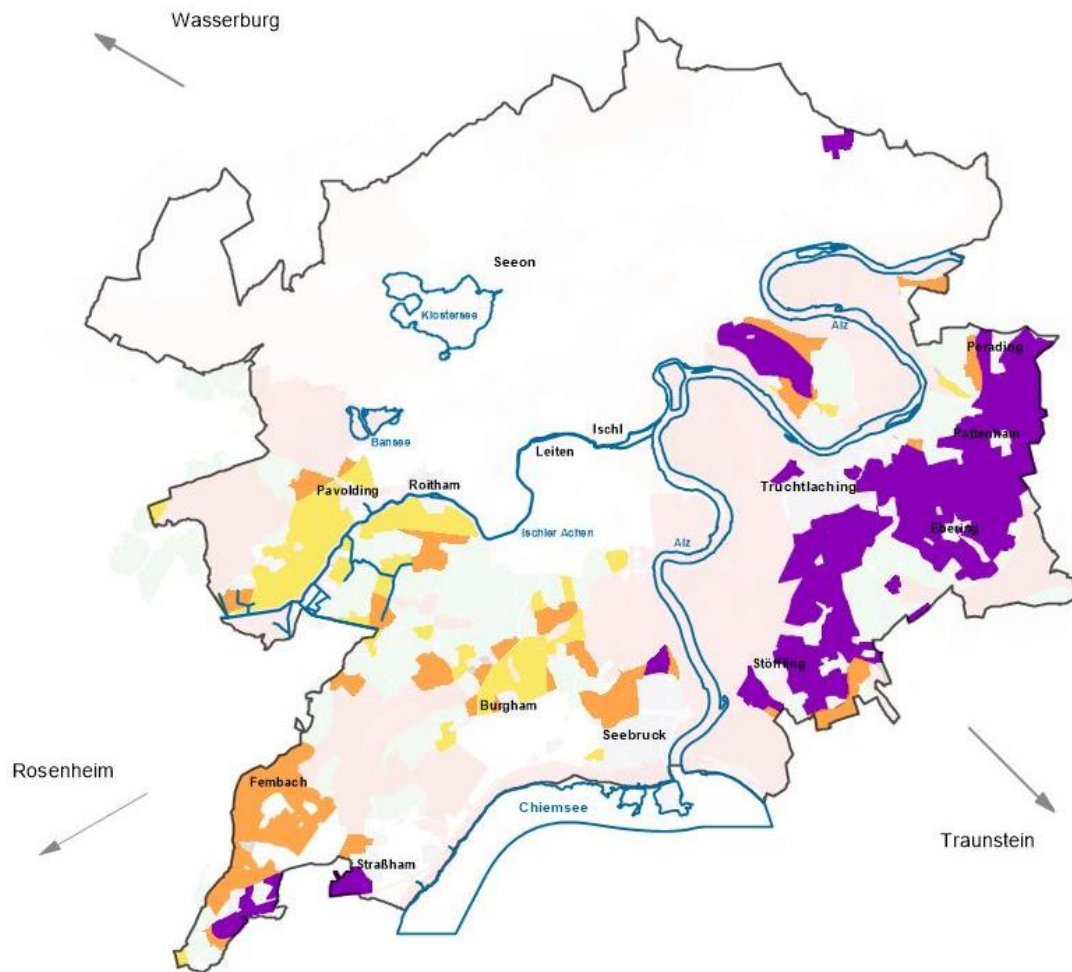 Wasserburg
Seeon
Klostersee
Alz
Perading
Bansee
Ischl
Leiten
Pattenham
Pavolding
Roitham
Truchtlaching
Ischler Achen
Alz
Ebering
Stöffling
Burgham
Seebruck
Rosenheim
Fembach
Chiemsee
Traunstein
Straßham